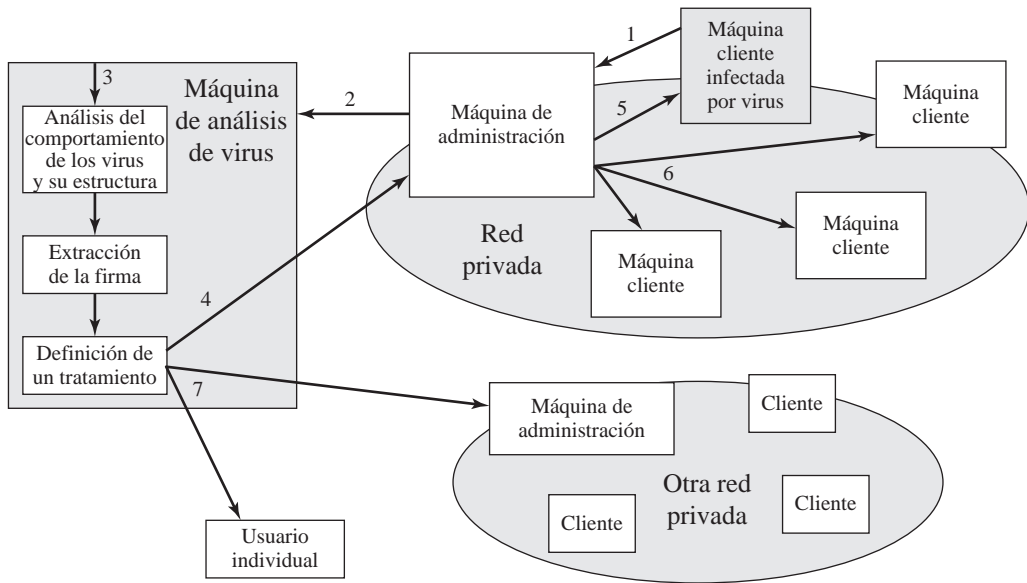 3
Máquina
de análisis
de virus
Análisis del
comportamiento
de los virus
y su estructura
Extracción
de la firma
Definición de
un tratamiento
2
4
7
Máquina de
administración
1
5
6
Máquina
cliente
infectada
por virus
Máquina
cliente
Máquina
cliente
Máquina
cliente
Red
privada
Máquina de
administración
Cliente
Cliente
Cliente
Otra red
privada
Usuario
individual